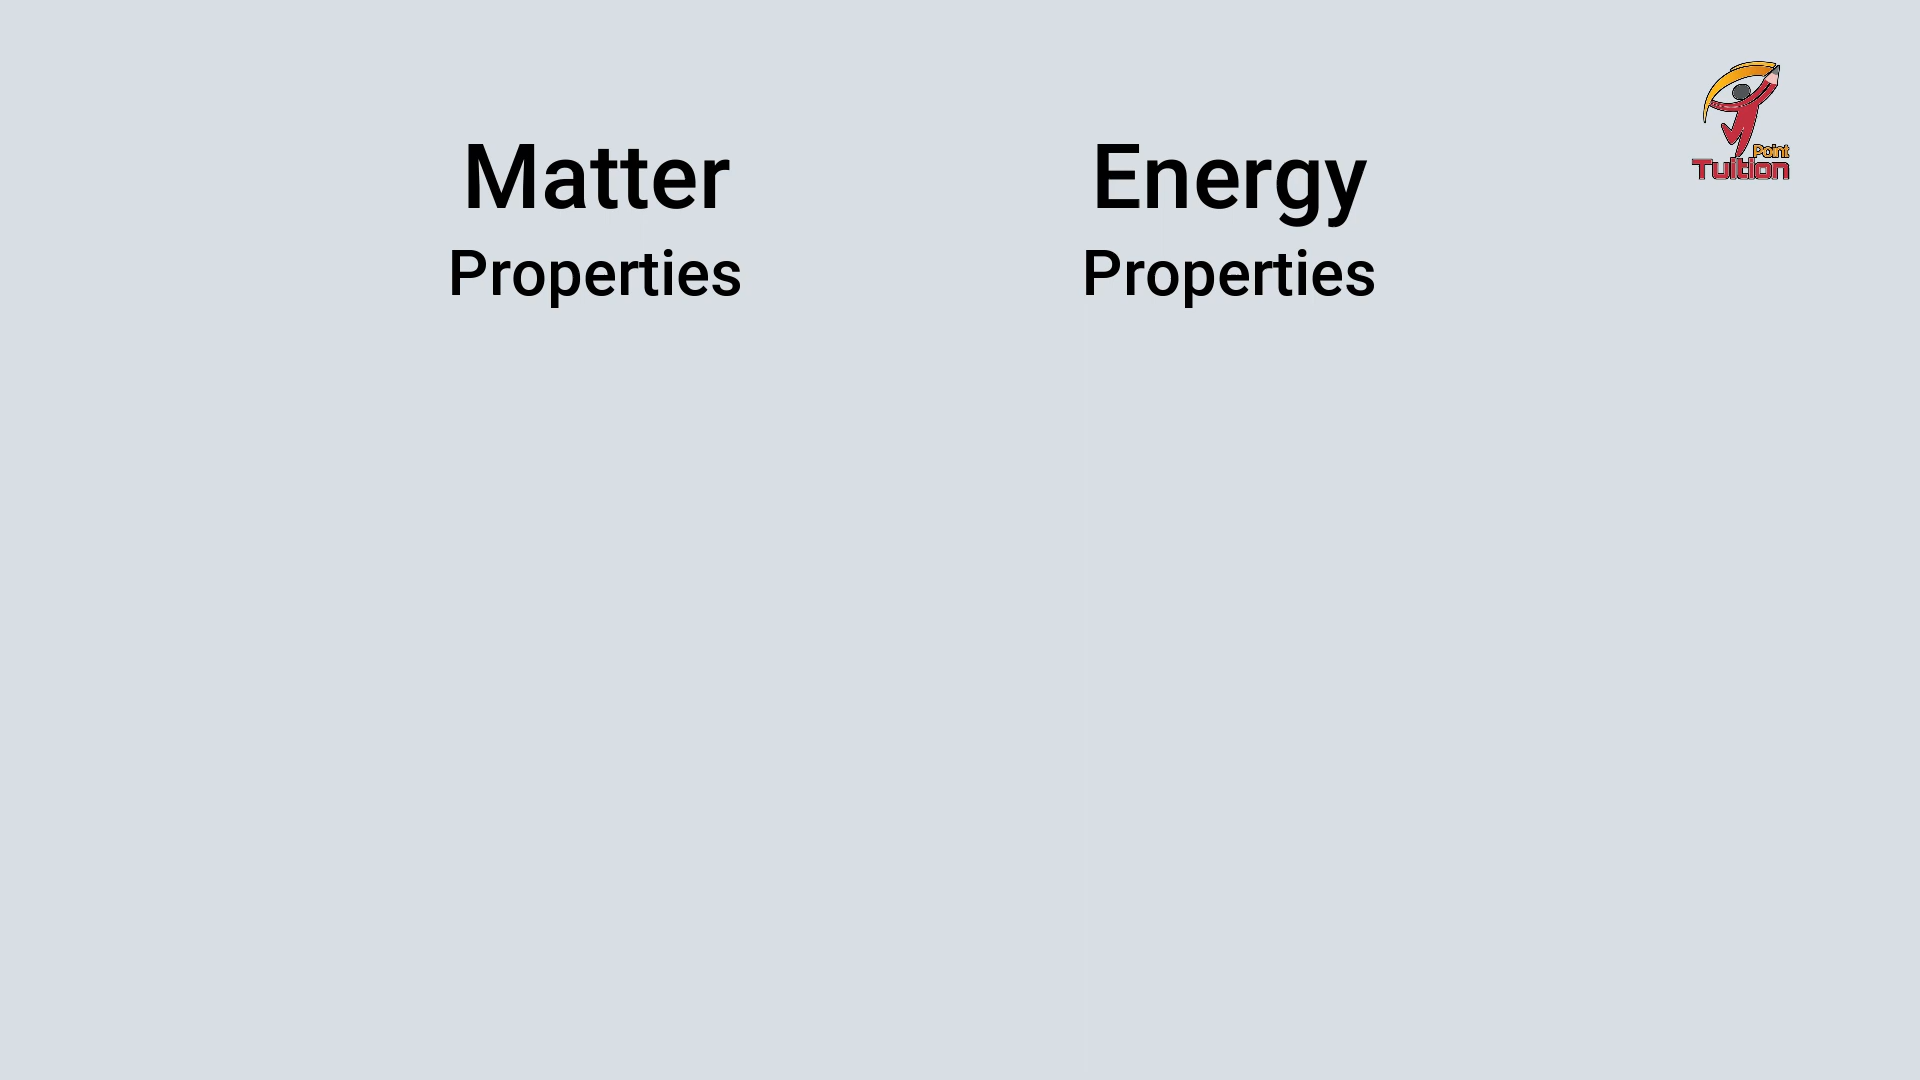 Matter
Properties
Energy
Properties
Point
Tuition